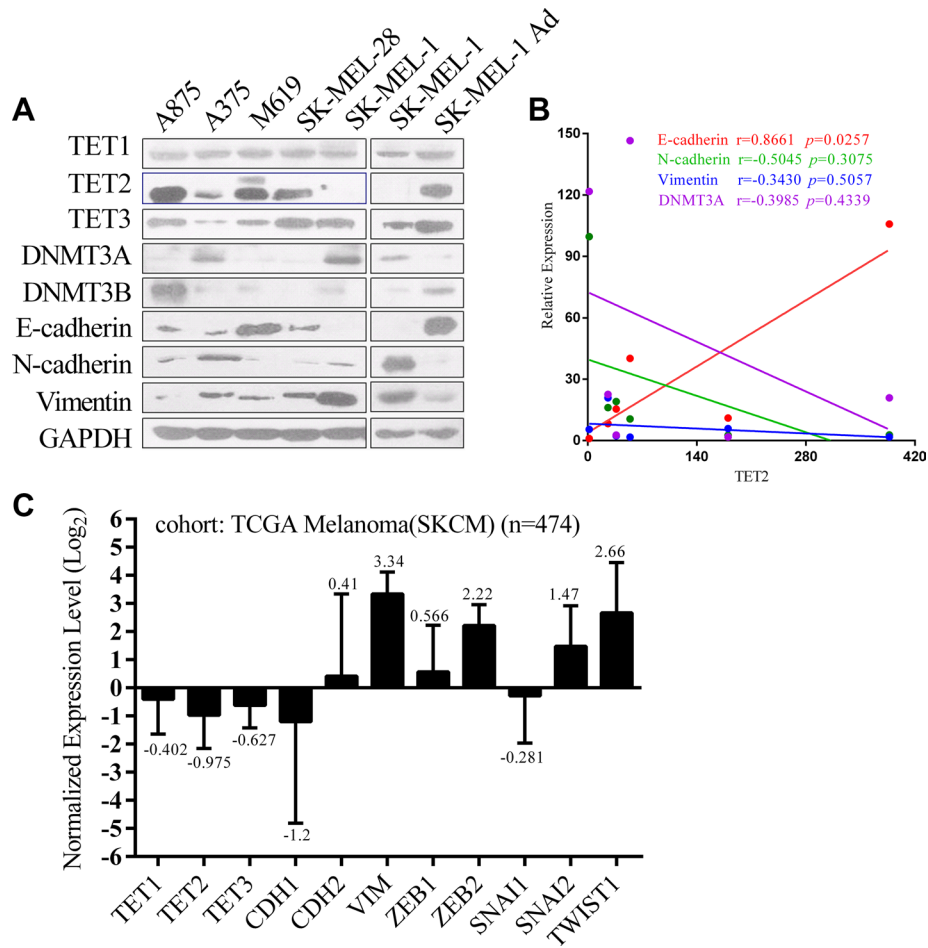 A
A875
A375
M619
SK-MEL-28
SK-MEL-1
SK-MEL-1
SK-MEL-1 Ad
TET1
TET2
TET3
DNMT3A
DNMT3B
E-cadherin
N-cadherin
Vimentin
GAPDH
B
E-cadherin r=0.8661 p=0.0257
N-cadherin r=-0.5045 p=0.3075
Vimentin r=-0.3430 p=0.5057
DNMT3A r=-0.3985 p=0.4339
Relative Expression
150
120
90
60
30
0
0 140 280 420
TET2
C
cohort: TCGA Melanoma(SKCM) (n=474)
Normalized Expression Level (Log2)
6
5
4
3
2
1
0
-1
-2
-3
-4
-5
-6
-0.402
-0.975
-0.627
-1.2
0.41
3.34
0.566
2.22
-0.281
1.47
2.66
TET1
TET2
TET3
CDH1
CDH2
VIM
ZEB1
ZEB2
SNAI1
SNAI2
TWIST1